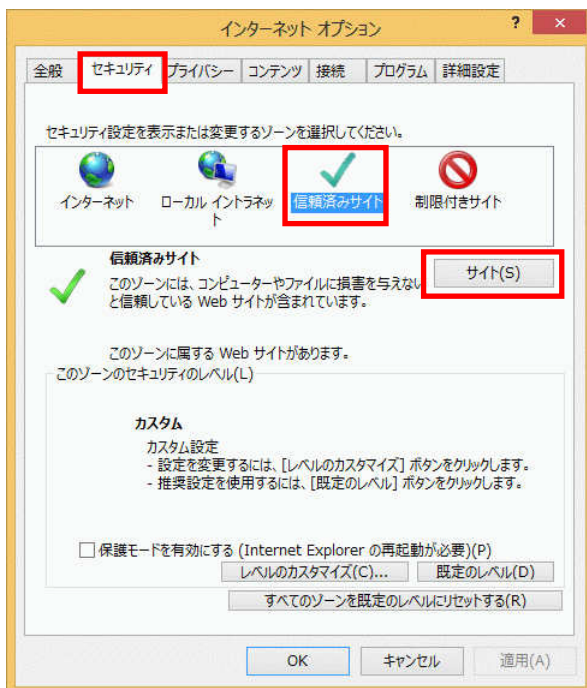 インターネット オプション
? ×
全般 セキュリティ プライバシー コンテンツ 接続 プログラム 詳細設定
セキュリティ設定を表示または変更するゾーンを選択してください。
インターネット ローカル イントラネッ 信頼済みサイト 制限付きサイト
ト
信頼済みサイト
サイト(S)
このゾーンには、コンピューターやファイルに損害を与えない
と信頼している Web サイトが含まれています。
このゾーンに属する Web サイトがあります。
このゾーンのセキュリティのレベル(L)
カスタム
カスタム設定
- 設定を変更するには、[レベルのカスタマイズ] ボタンをクリックします。
- 推奨設定を使用するには、[既定のレベル] ボタンをクリックします。
保護モードを有効にする (Internet Explorer の再起動が必要)(P)
レベルのカスタマイズ(C)... 既定のレベル(D)
すべてのゾーンを既定のレベルにリセットする(R)
OK キャンセル 適用(A)